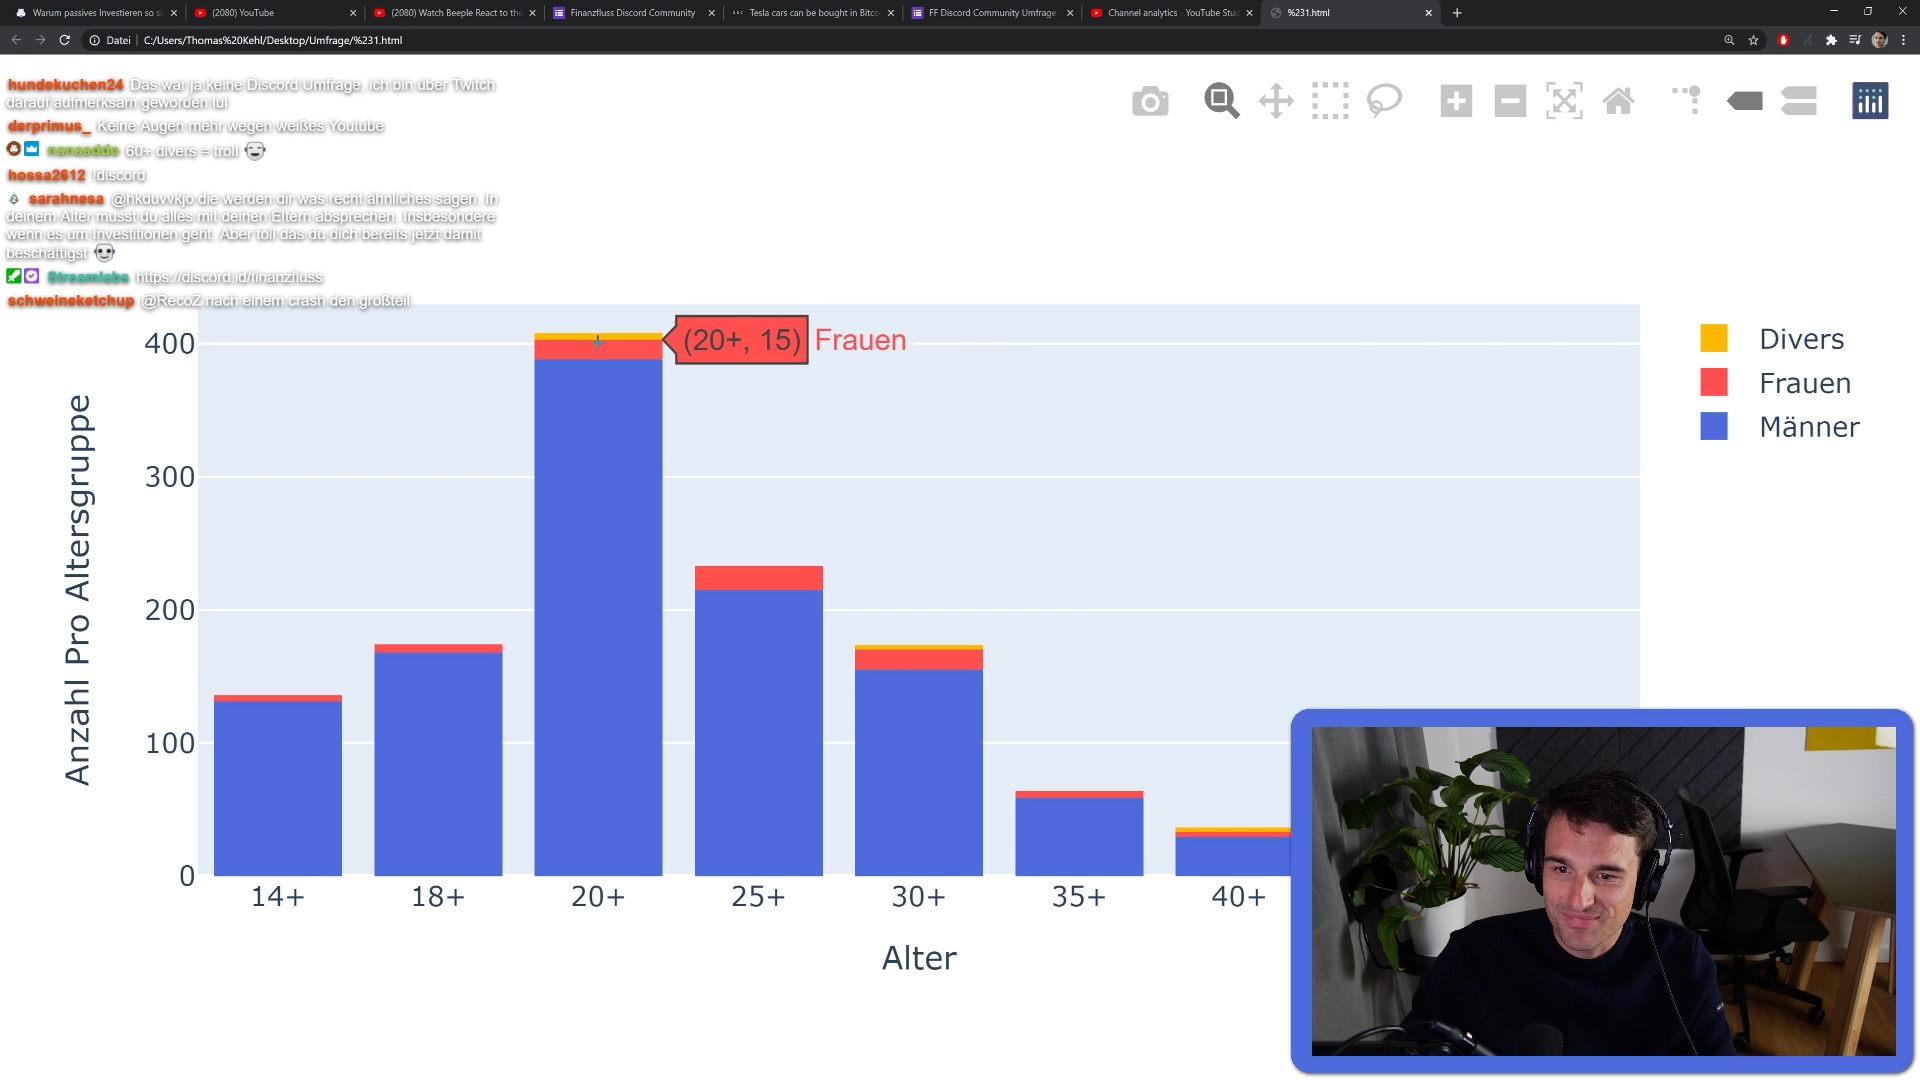 Warum passives Investieren so si
(2080) YouTube
(2080) Watch Beeple React to the
Finanzfluss Discord Community
Tesla cars can be bought in Bitco
FF Discord Community Umfrage
Channel analytics - YouTube Stud
%231.html
Datei
C:/Users/Thomas%20Kehl/Desktop/Umfrage/%231.html
hundekuchen24 Das war ja keine Discord Umfrage, ich bin über Twitch
darauf aufmerksam geworden lul
derprimus_ Keine Augen mehr wegen weißes Youtube
nanaaddo 60+ divers = troll
hossa2612 !discord
sarahnesa @hkduvvkjo die werden dir was recht ähnliches sagen. In
deinem Alter musst du alles mit deinen Eltern absprechen. Insbesondere
wenn es um Investitionen geht. Aber toll das du dich bereits jetzt damit
beschäftigst
Streamlabs https://discord.id/finanzfluss
schweineketchup @RecoZ nach einem crash den großteil
400
300
200
100
0
Anzahl Pro Altersgruppe
(20+, 15) Frauen
Divers
Frauen
Männer
14+
18+
20+
25+
30+
35+
40+
Alter